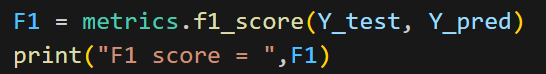 F1 = metrics.f1_score(Y_test, Y_pred)
print("F1 score = ",F1)